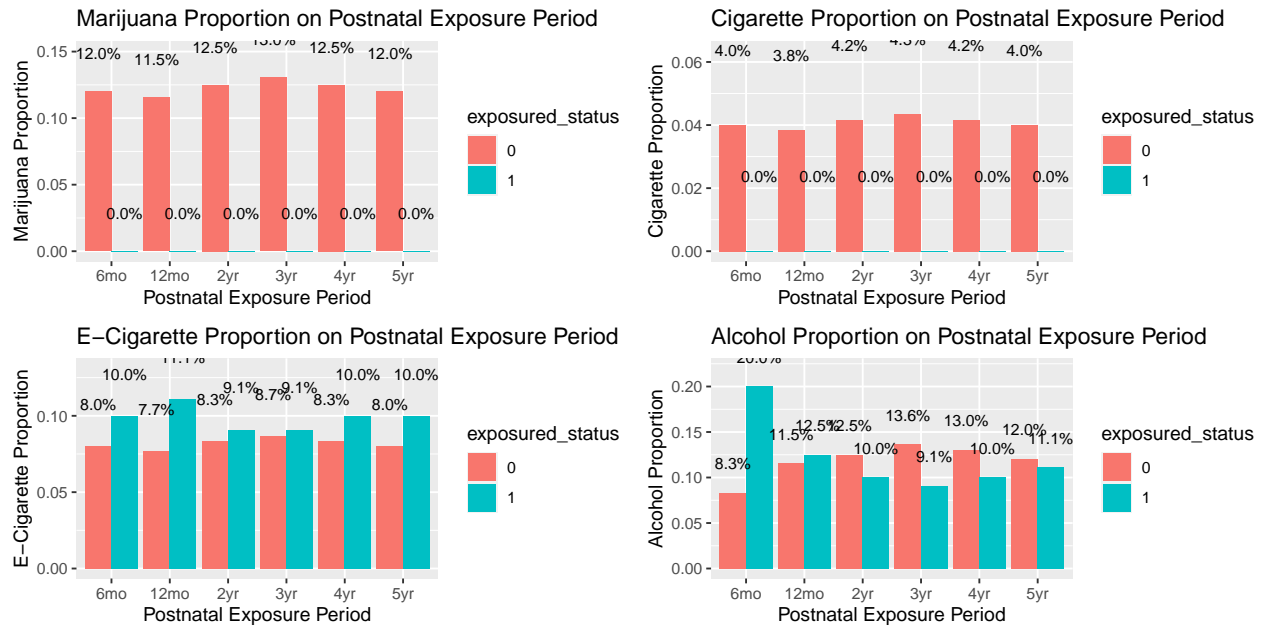 Marijuana Proportion on Postnatal Exposure Period
Marijuana Proportion
0.15
0.10
0.05
0.00
12.0%
11.5%
12.5%
13.0%
12.5%
12.0%
0.0%
0.0%
0.0%
0.0%
0.0%
0.0%
6mo
12mo
2yr
3yr
4yr
5yr
Postnatal Exposure Period
exposured_status
0
1
Cigarette Proportion on Postnatal Exposure Period
Cigarette Proportion
0.06
0.04
0.02
0.00
4.0%
3.8%
4.2%
4.3%
4.2%
4.0%
0.0%
0.0%
0.0%
0.0%
0.0%
0.0%
6mo
12mo
2yr
3yr
4yr
5yr
Postnatal Exposure Period
exposured_status
0
1
E−Cigarette Proportion on Postnatal Exposure Period
E−Cigarette Proportion
0.10
0.05
0.00
8.0%
10.0%
7.7%
11.1%
8.3%
9.1%
8.7%
9.1%
8.3%
10.0%
8.0%
10.0%
6mo
12mo
2yr
3yr
4yr
5yr
Postnatal Exposure Period
exposured_status
0
1
Alcohol Proportion on Postnatal Exposure Period
Alcohol Proportion
0.20
0.15
0.10
0.05
0.00
8.3%
20.0%
11.5%
12.5%
12.5%
10.0%
13.6%
9.1%
13.0%
10.0%
12.0%
11.1%
6mo
12mo
2yr
3yr
4yr
5yr
Postnatal Exposure Period
exposured_status
0
1